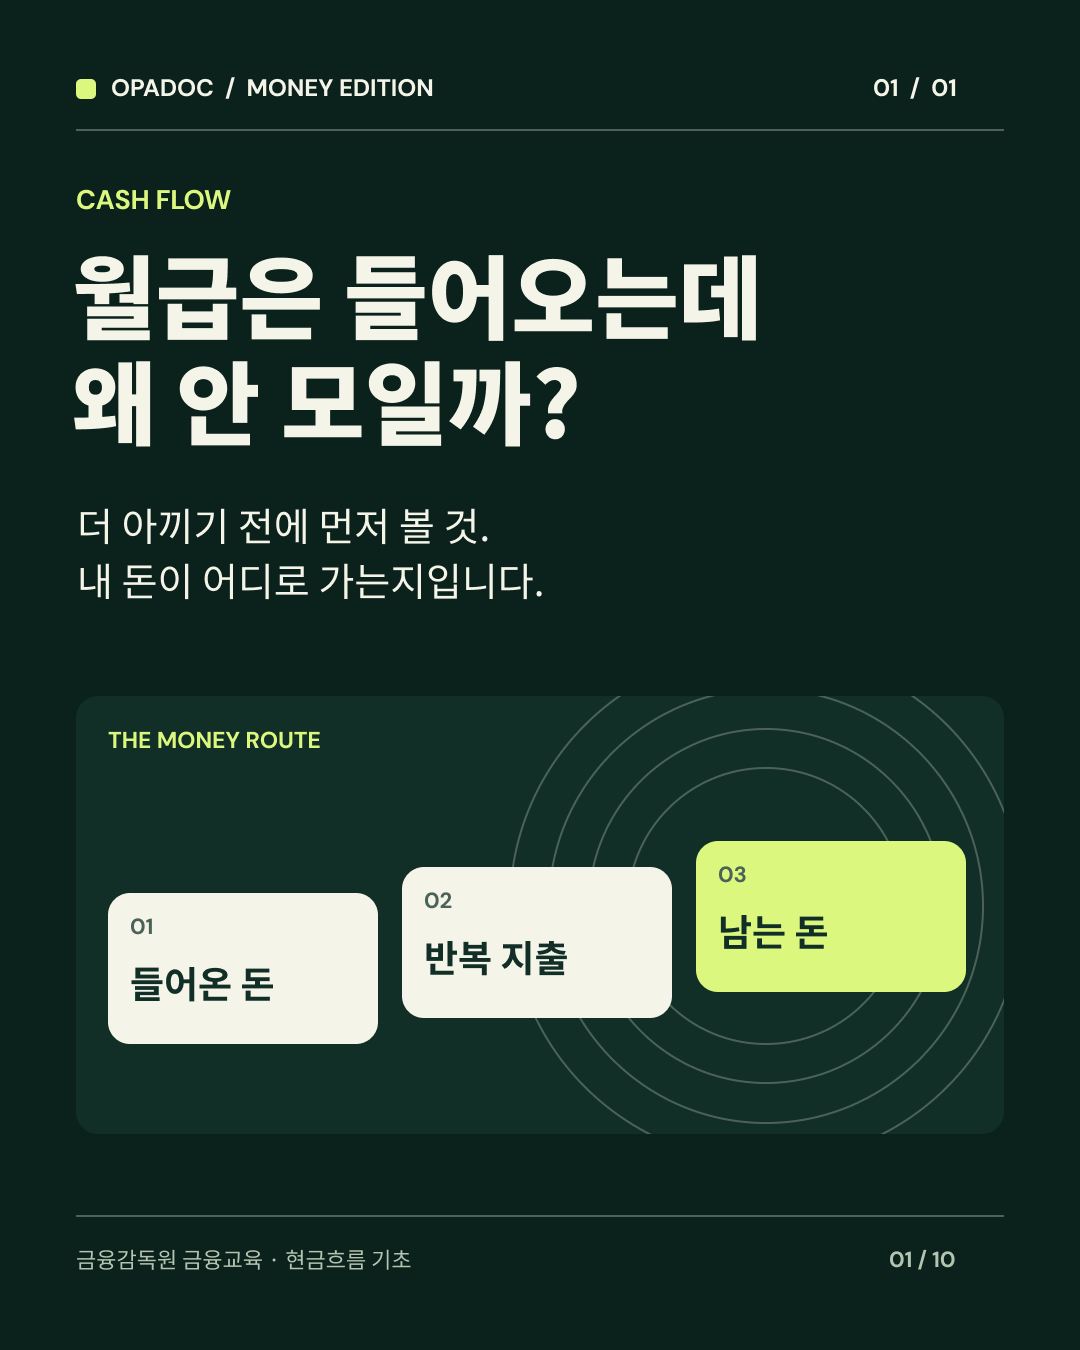 OPADOC / MONEY EDITION
01 / 01
CASH FLOW
월급은 들어오는데
왜 안 모일까?
더 아끼기 전에 먼저 볼 것.
내 돈이 어디로 가는지입니다.
THE MONEY ROUTE
01
들어온 돈
02
반복 지출
03
남는 돈
금융감독원 금융교육 · 현금흐름 기초
01 / 10